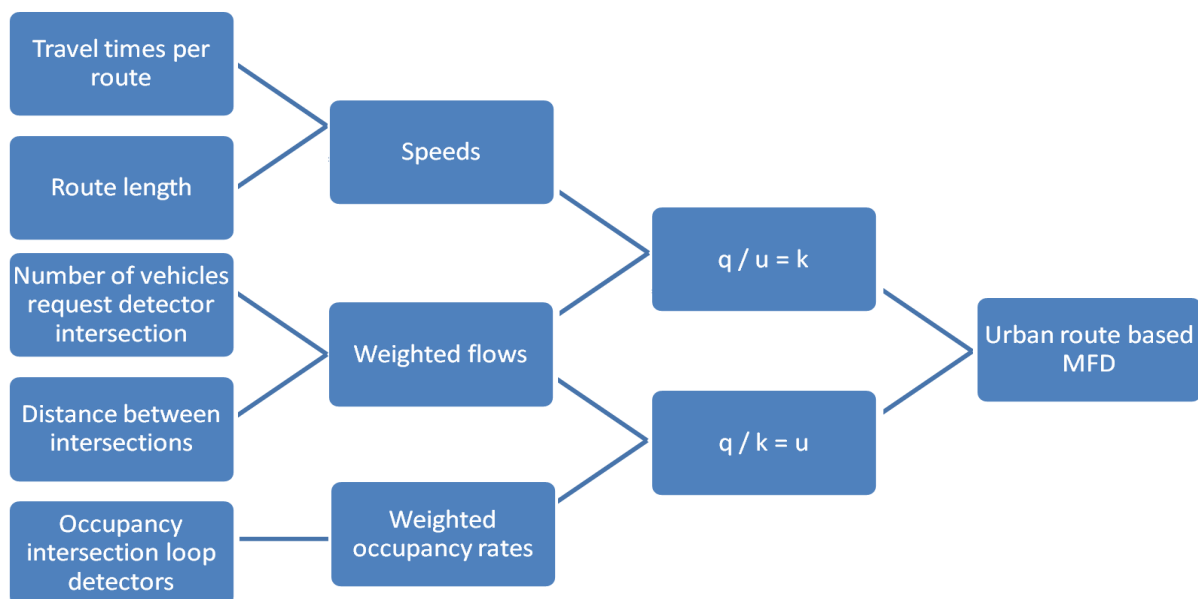 Travel times per
route
Route length
Number of vehicles
request detector
intersection
Distance between
intersections
Occupancy
intersection loop
detectors
Speeds
Weighted flows
Weighted
occupancy rates
q / u = k
q / k = u
Urban route based
MFD